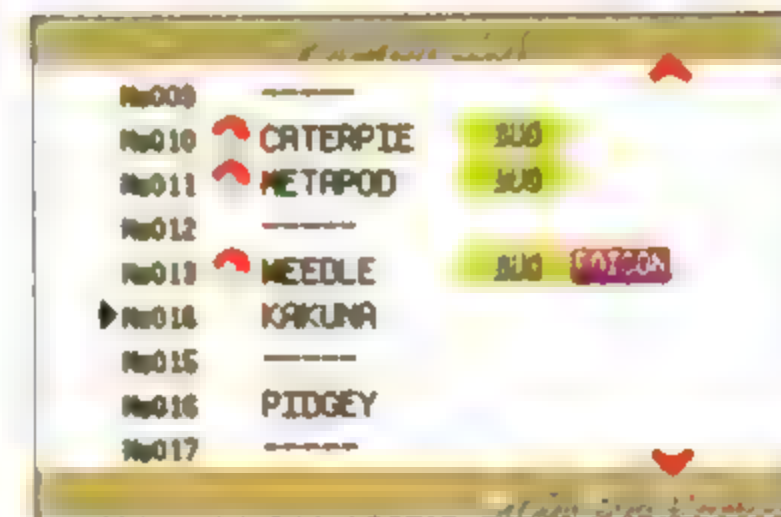 No009 -----
No010 CATERPIE BUG
No011 METAPOD BUG
No012 -----
No013 WEEDLE BUG POISON
No014 KAKUNA
No015 -----
No016 PIDGEY
No017 -----